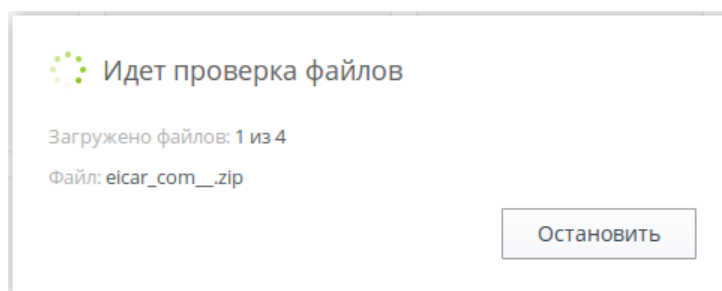 Идет проверка файлов
Загружено файлов: 1 из 4
Файл: eicar_com__.zip
Остановить